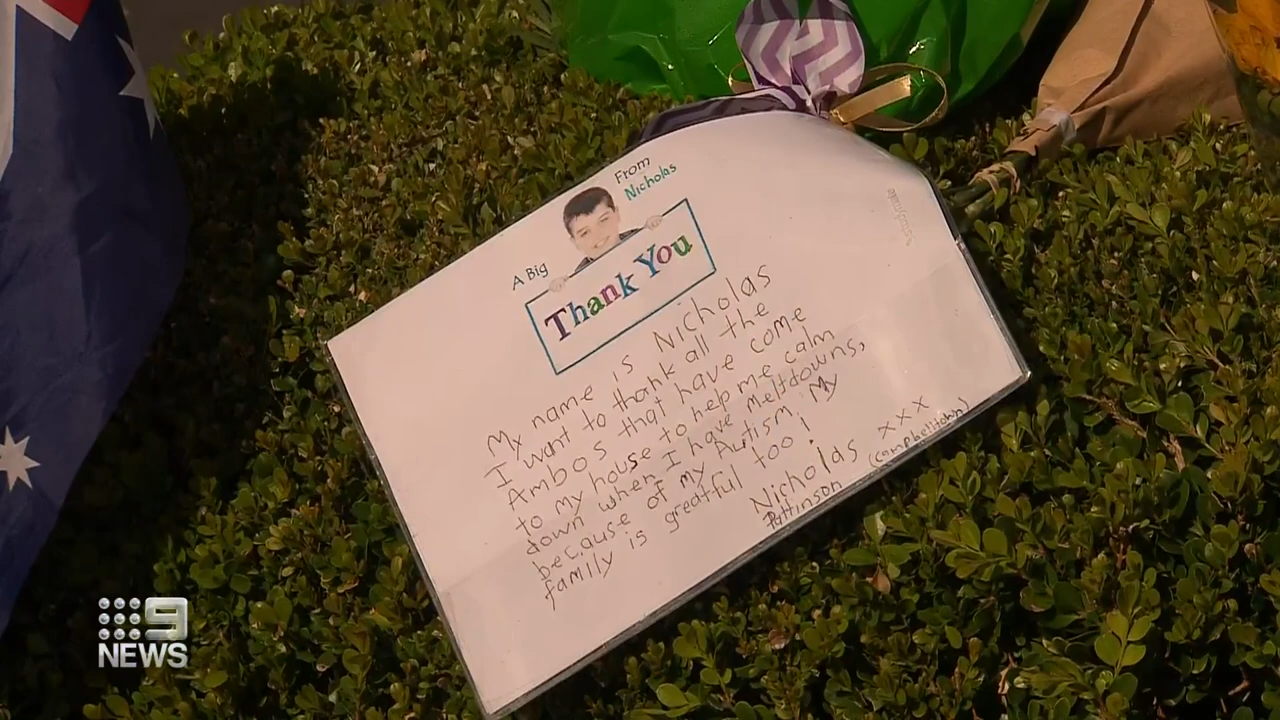 From
Nicholas
A Big
Thank You
My name is Nicholas
I want to thank all the
Ambos that have come
to my house to help me calm
down when I have meltdowns,
because of my Autism. My
family is greatful too!
Nicholas xxx
Pattinson (Campbelltown)
9
NEWS